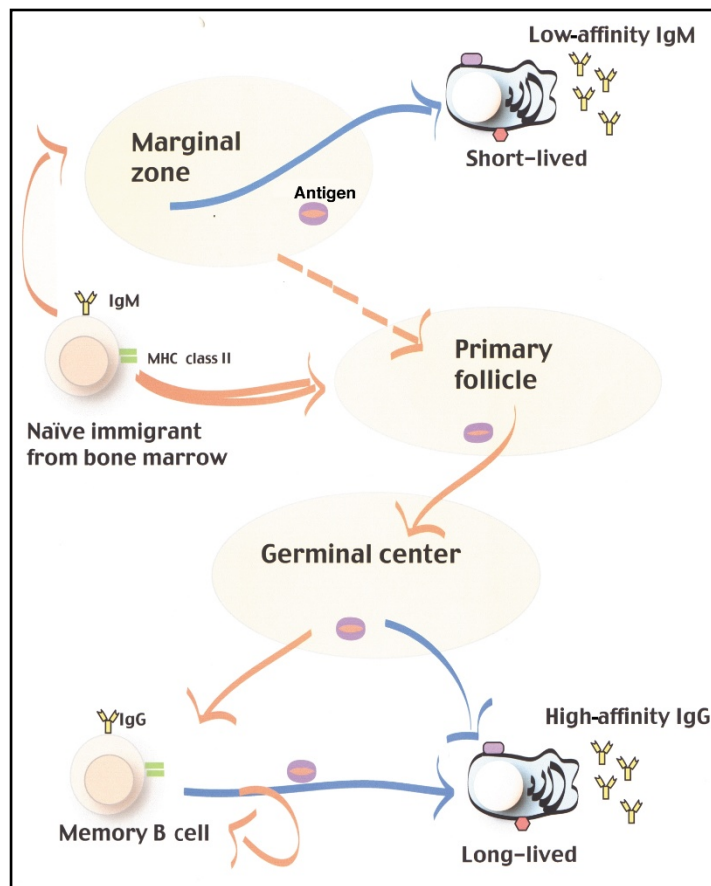 Low-affinity IgM
Marginal
zone
Short-lived
Antigen
IgM
MHC class II
Primary
follicle
Naïve immigrant
from bone marrow
Germinal center
IgG
High-affinity IgG
Memory B cell
Long-lived